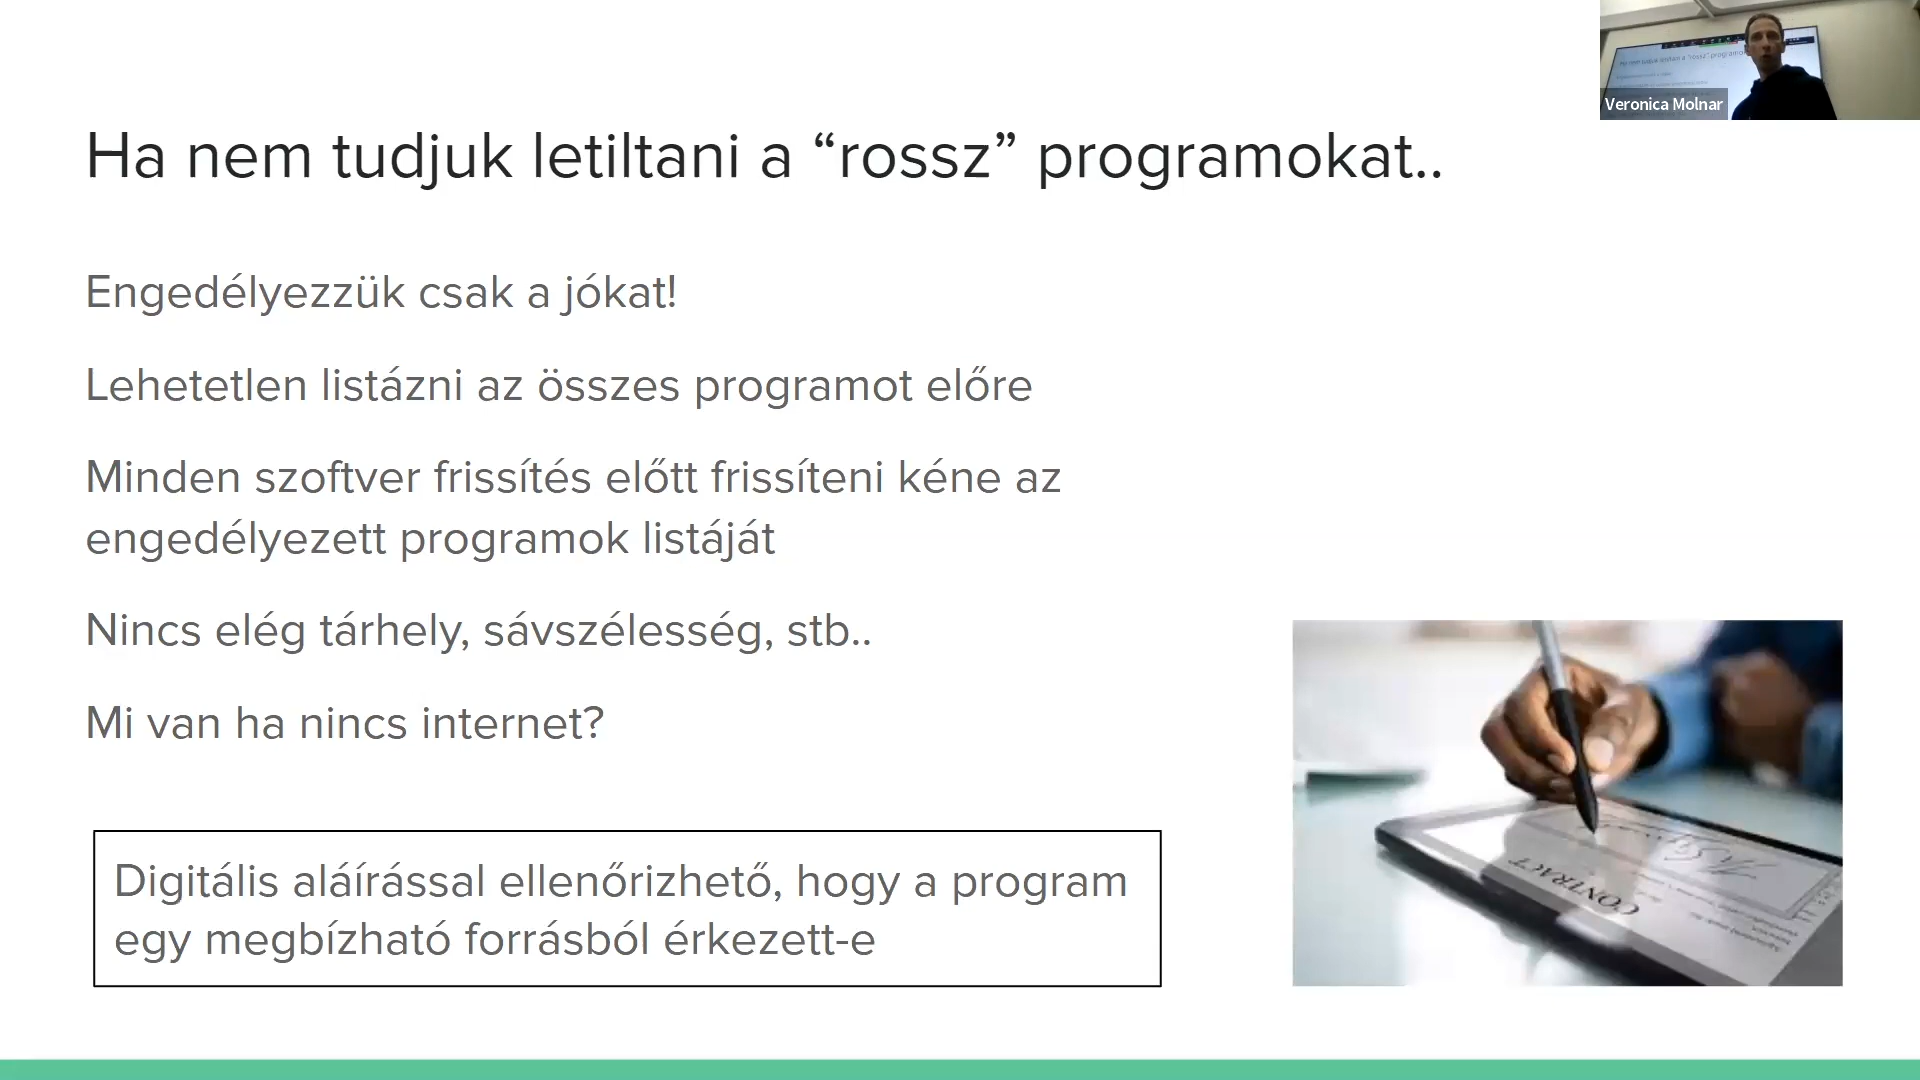 Veronica Molnar
Ha nem tudjuk letiltani a “rossz” programokat..
Engedélyezzük csak a jókat!
Lehetetlen listázni az összes programot előre
Minden szoftver frissítés előtt frissíteni kéne az
engedélyezett programok listáját
Nincs elég tárhely, sávszélesség, stb..
Mi van ha nincs internet?
Digitális aláírással ellenőrizhető, hogy a program
egy megbízható forrásból érkezett-e
CONTRACT